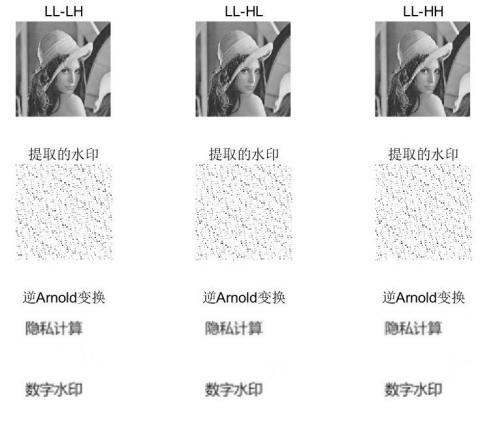 LL-LH LL-HL LL-HH
提取的水印 提取的水印 提取的水印
逆Arnold变换 逆Arnold变换 逆Arnold变换
隐私计算 隐私计算 隐私计算
数字水印 数字水印 数字水印